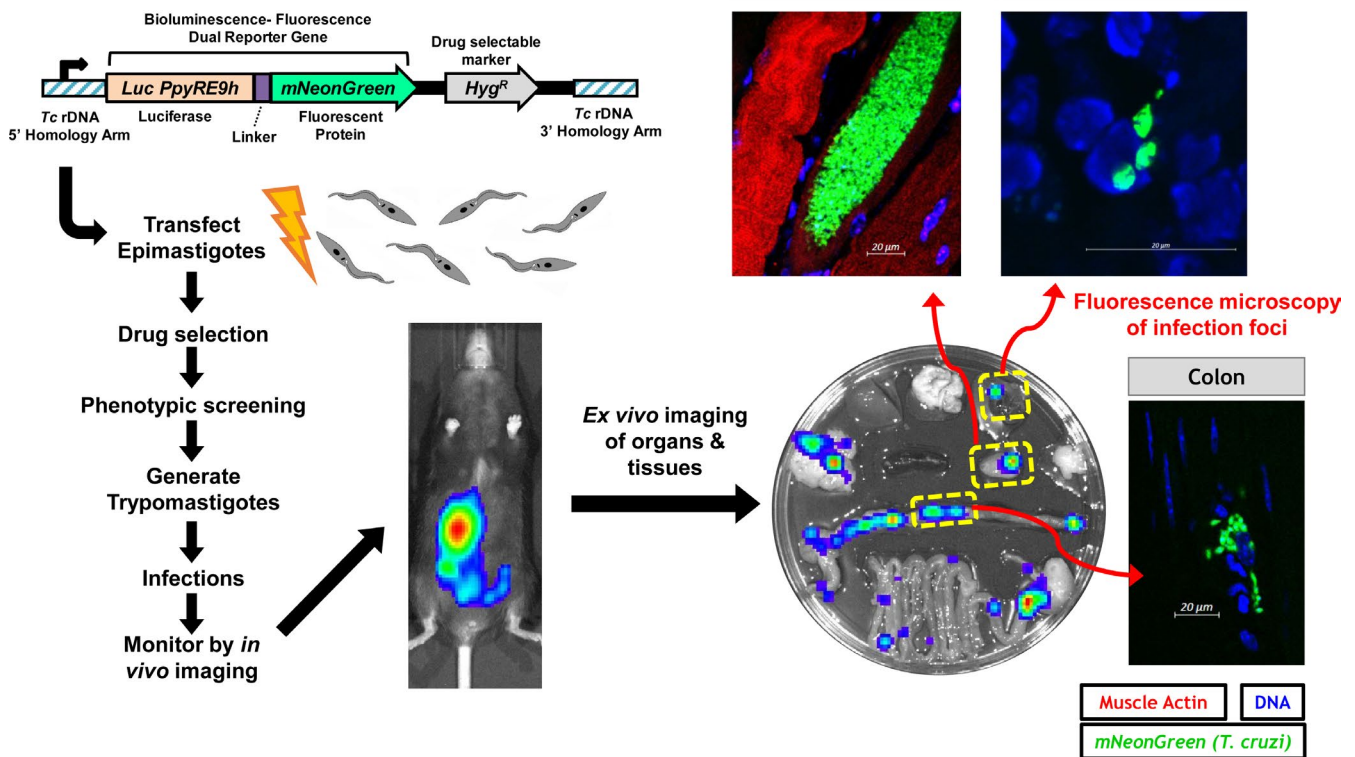 Bioluminescence- Fluorescence
Dual Reporter Gene
Drug selectable
marker
Luc PpyRE9h
mNeonGreen
Hyg^R
Tc rDNA
5' Homology Arm
Luciferase
Linker
Fluorescent
Protein
Tc rDNA
3' Homology Arm
Transfect
Epimastigotes
Drug selection
Phenotypic screening
Generate
Trypomastigotes
Infections
Monitor by in
vivo imaging
Ex vivo imaging
of organs &
tissues
20 µm
20 µm
Fluorescence microscopy
of infection foci
Colon
20 µm
Muscle Actin
DNA
mNeonGreen (T. cruzi)